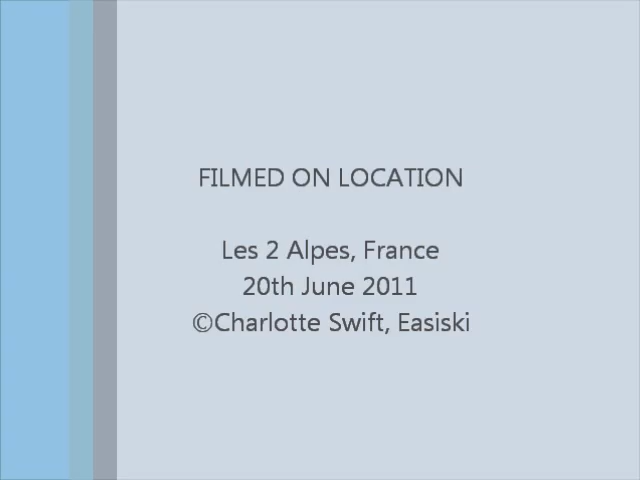 FILMED ON LOCATION
Les 2 Alpes, France
20th June 2011
©Charlotte Swift, Easiski